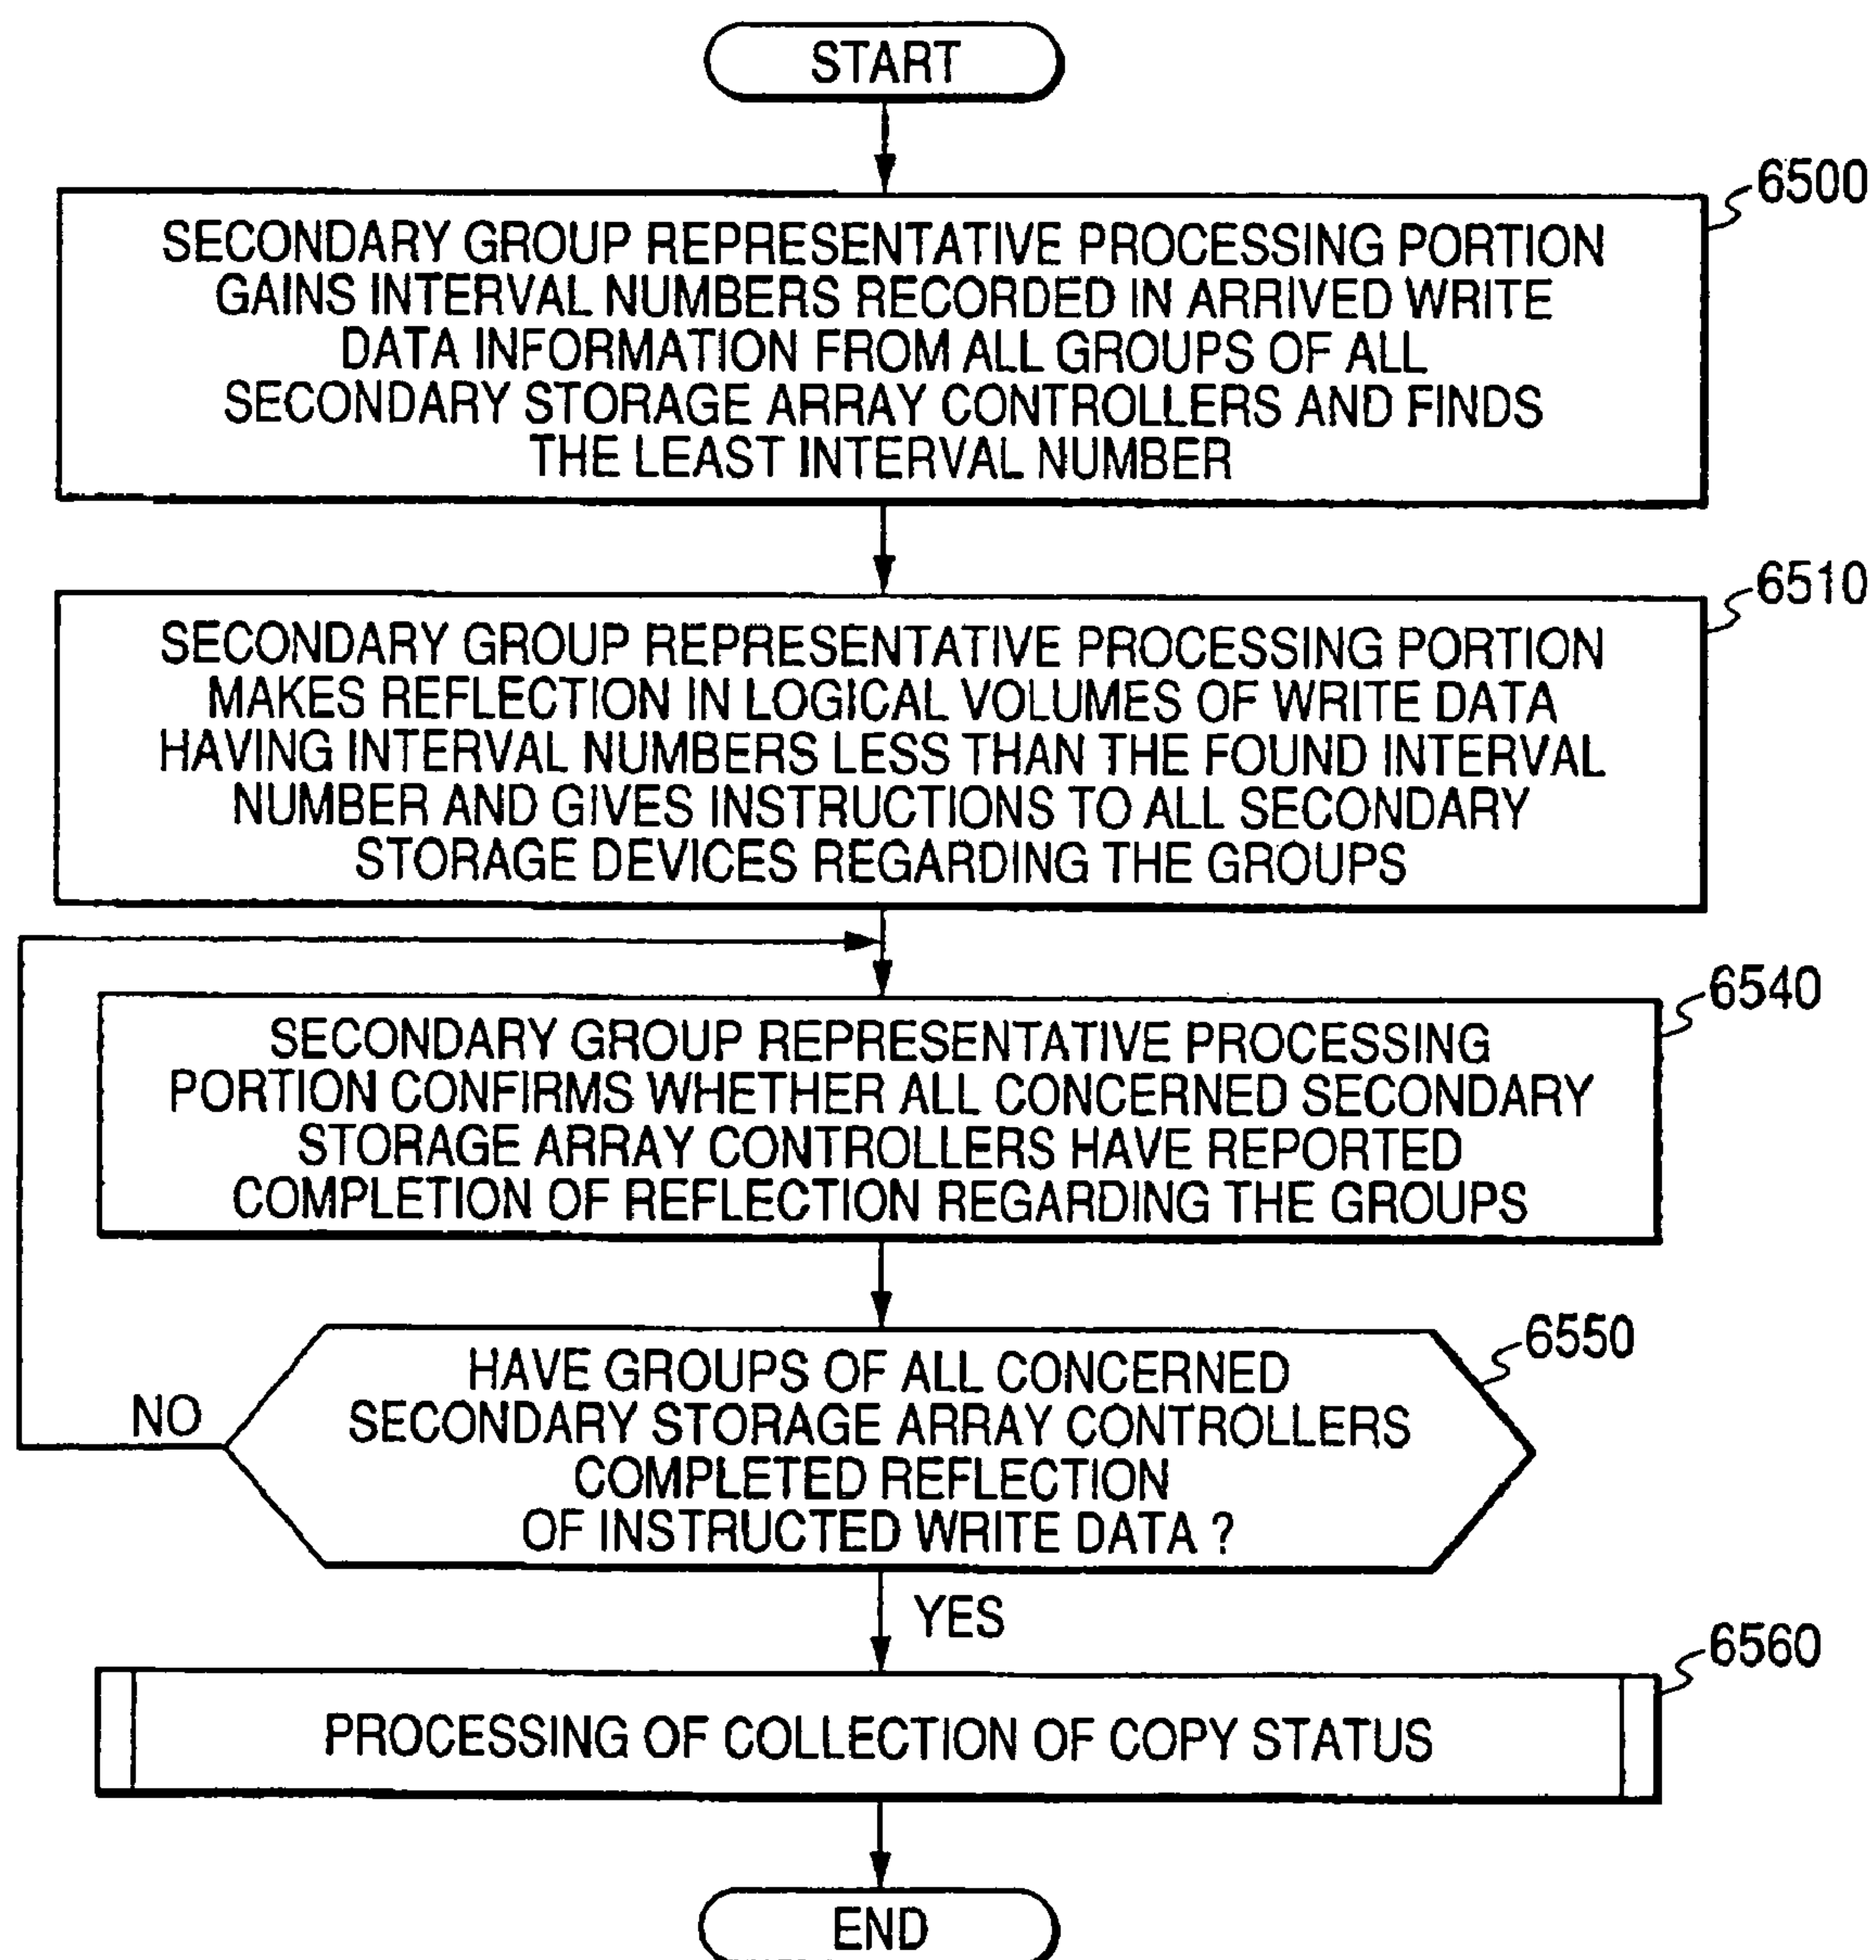 START
6500
SECONDARY GROUP REPRESENTATIVE PROCESSING PORTION
GAINS INTERVAL NUMBERS RECORDED IN ARRIVED WRITE
DATA INFORMATION FROM ALL GROUPS OF ALL
SECONDARY STORAGE ARRAY CONTROLLERS AND FINDS
THE LEAST INTERVAL NUMBER
6510
SECONDARY GROUP REPRESENTATIVE PROCESSING PORTION
MAKES REFLECTION IN LOGICAL VOLUMES OF WRITE DATA
HAVING INTERVAL NUMBERS LESS THAN THE FOUND INTERVAL
NUMBER AND GIVES INSTRUCTIONS TO ALL SECONDARY
STORAGE DEVICES REGARDING THE GROUPS
6540
SECONDARY GROUP REPRESENTATIVE PROCESSING
PORTION CONFIRMS WHETHER ALL CONCERNED SECONDARY
STORAGE ARRAY CONTROLLERS HAVE REPORTED
COMPLETION OF REFLECTION REGARDING THE GROUPS
6550
HAVE GROUPS OF ALL CONCERNED
SECONDARY STORAGE ARRAY CONTROLLERS
COMPLETED REFLECTION
OF INSTRUCTED WRITE DATA ?
NO
YES
6560
PROCESSING OF COLLECTION OF COPY STATUS
END